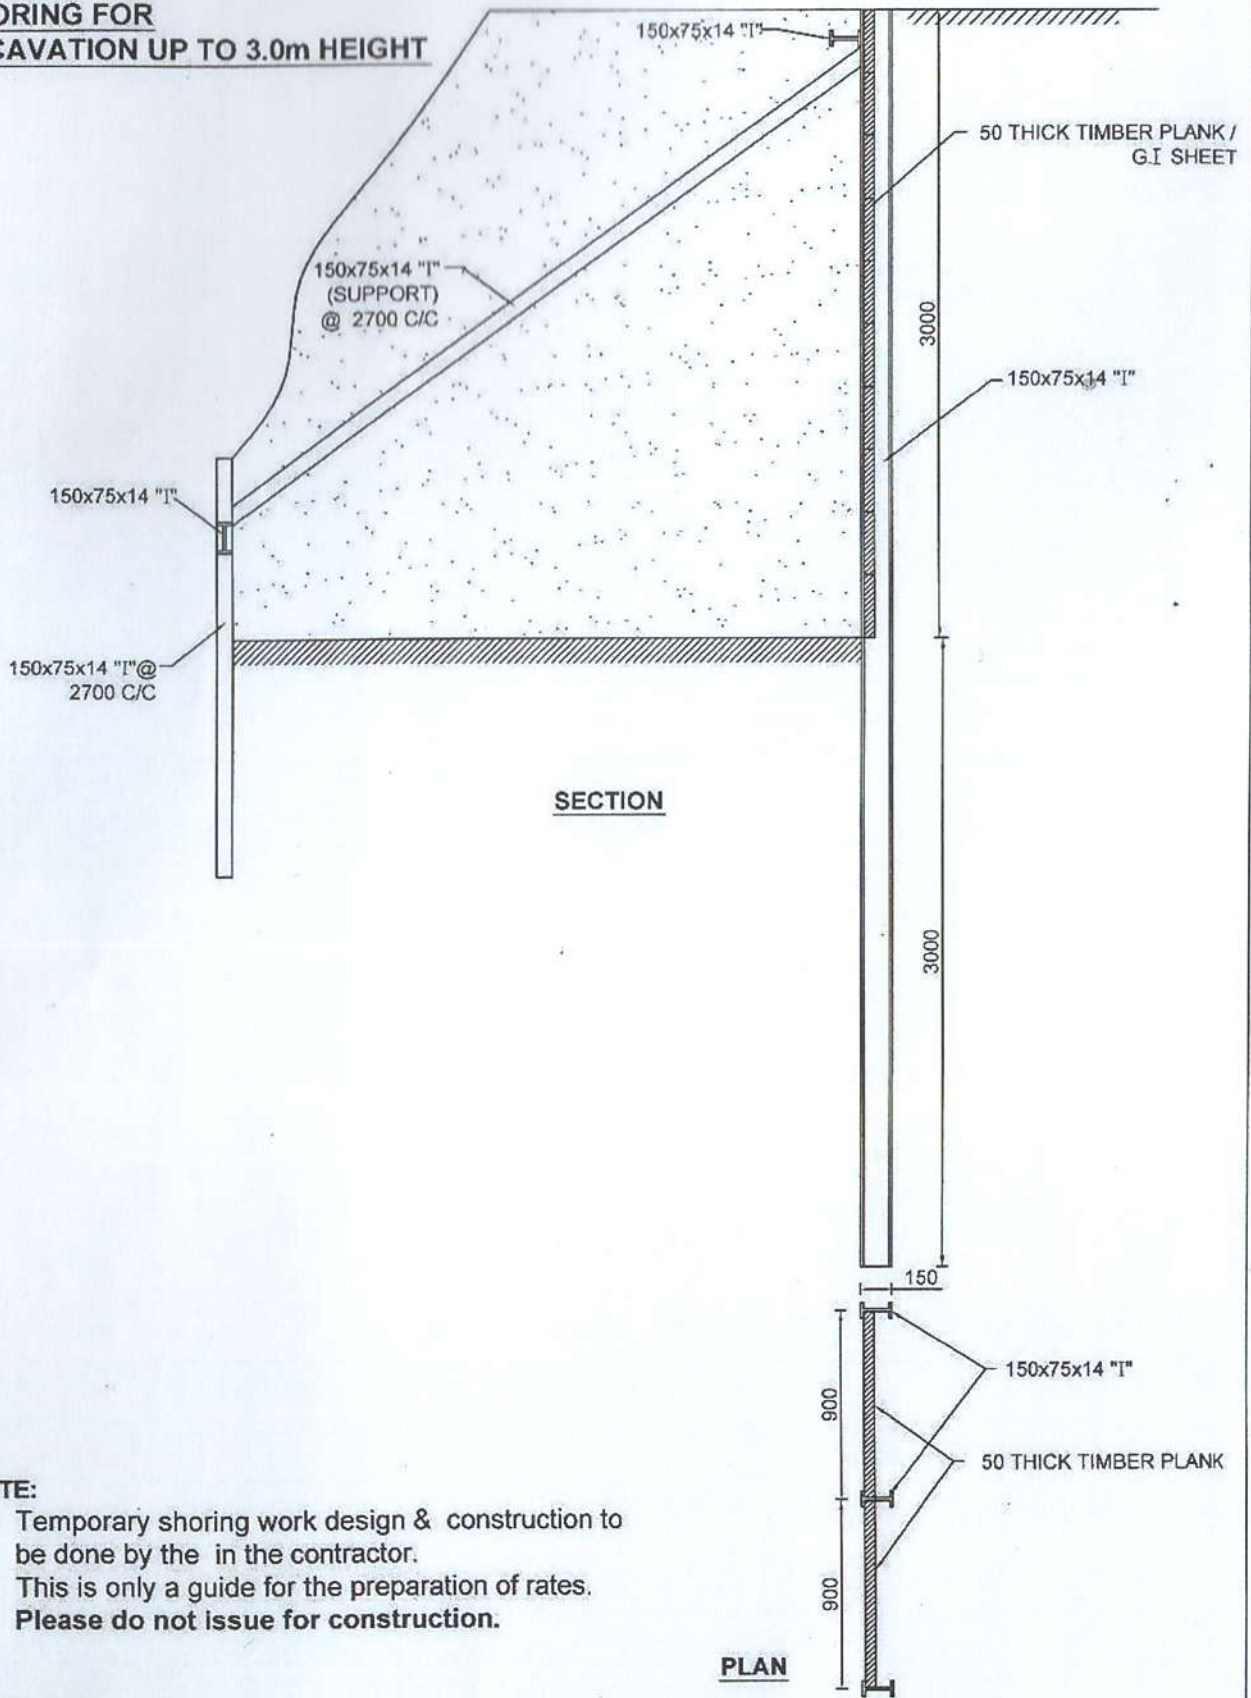 ORING FOR
CAVATION UP TO 3.0m HEIGHT
150x75x14 "I"
50 THICK TIMBER PLANK /
G.I SHEET
150x75x14 "I"
(SUPPORT)
@ 2700 C/C
3000
150x75x14 "I"
150x75x14 "I"
150x75x14 "I"@
2700 C/C
SECTION
3000
150
150x75x14 "I"
900
50 THICK TIMBER PLANK
900
TE:
Temporary shoring work design & construction to
be done by the in the contractor.
This is only a guide for the preparation of rates.
Please do not issue for construction.
PLAN